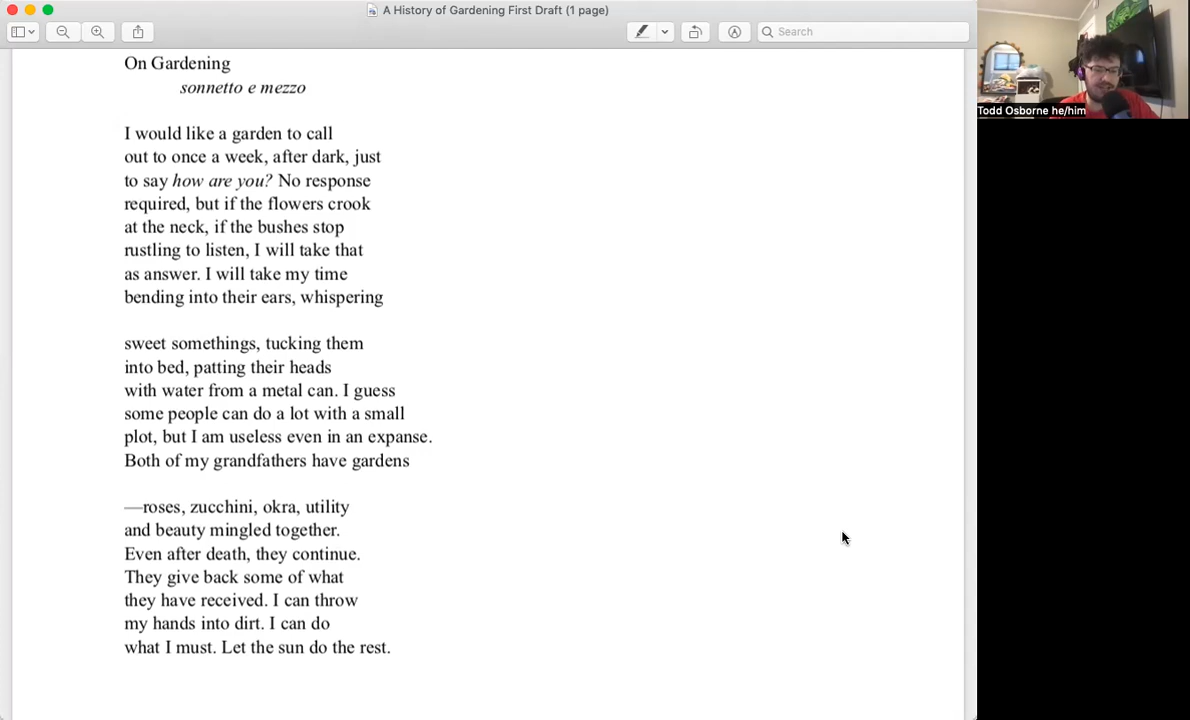 A History of Gardening First Draft (1 page)
Search
Todd Osborne he/him
On Gardening
sonnetto e mezzo
I would like a garden to call
out to once a week, after dark, just
to say how are you? No response
required, but if the flowers crook
at the neck, if the bushes stop
rustling to listen, I will take that
as answer. I will take my time
bending into their ears, whispering
sweet somethings, tucking them
into bed, patting their heads
with water from a metal can. I guess
some people can do a lot with a small
plot, but I am useless even in an expanse.
Both of my grandfathers have gardens
—roses, zucchini, okra, utility
and beauty mingled together.
Even after death, they continue.
They give back some of what
they have received. I can throw
my hands into dirt. I can do
what I must. Let the sun do the rest.